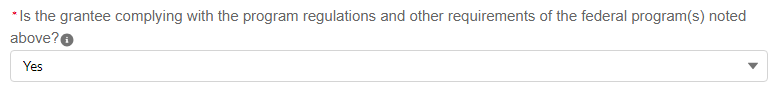 *Is the grantee complying with the program regulations and other requirements of the federal program(s) noted
above?
Yes